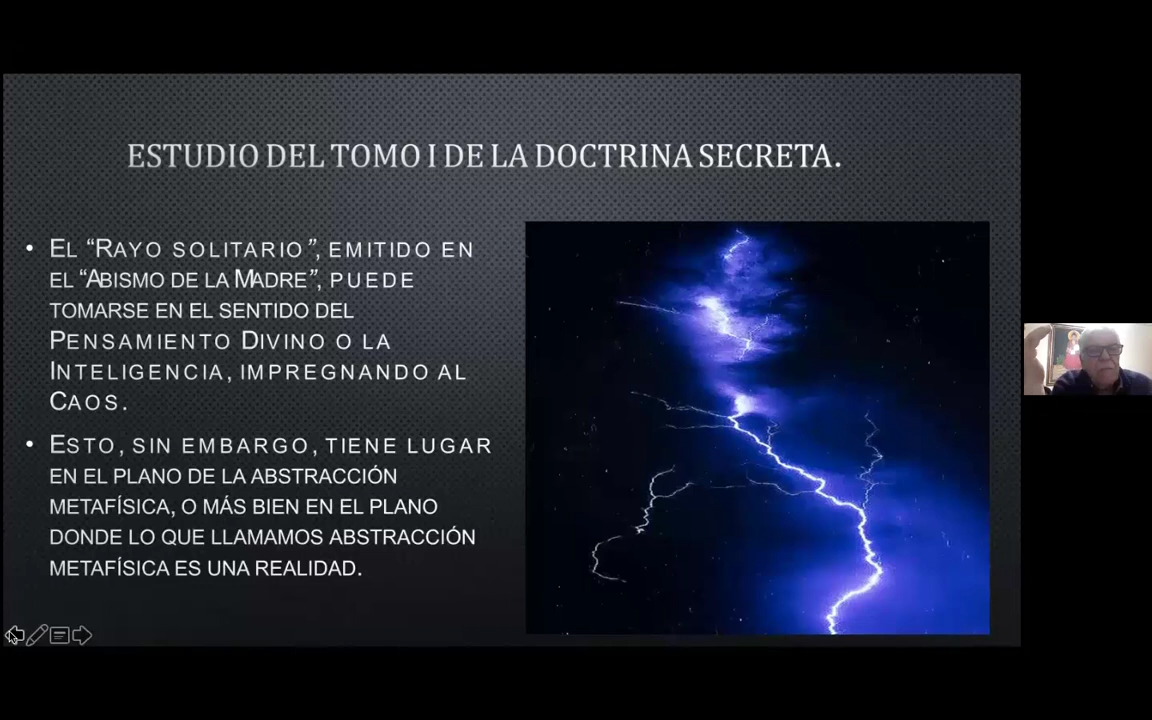 ESTUDIO DEL TOMO I DE LA DOCTRINA SECRETA.
• EL “RAYO SOLITARIO”, EMITIDO EN
EL “ABISMO DE LA MADRE”, PUEDE
TOMARSE EN EL SENTIDO DEL
PENSAMIENTO DIVINO O LA
INTELIGENCIA, IMPREGNANDO AL
CAOS.
• ESTO, SIN EMBARGO, TIENE LUGAR
EN EL PLANO DE LA ABSTRACCIÓN
METAFÍSICA, O MÁS BIEN EN EL PLANO
DONDE LO QUE LLAMAMOS ABSTRACCIÓN
METAFÍSICA ES UNA REALIDAD.